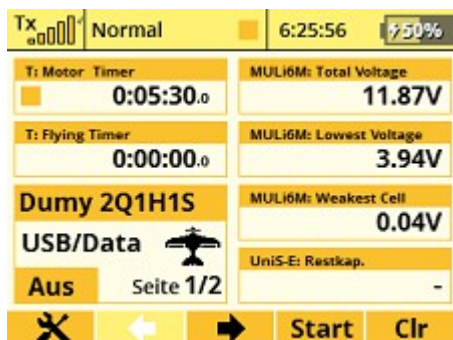 Tx Normal 6:25:56 50%
T: Motor Timer
0:05:30.0
T: Flying Timer
0:00:00.0
Dumy 2Q1H1S
USB/Data
Aus Seite 1/2
MULi6M: Total Voltage
11.87V
MULi6M: Lowest Voltage
3.94V
MULi6M: Weakest Cell
0.04V
UniS-E: Restkap.
-
Start Clr